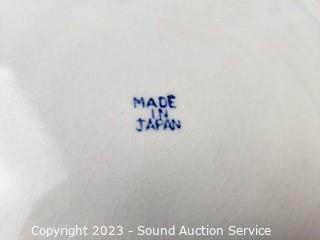 MADE
IN
JAPAN
Copyright 2023 - Sound Auction Service